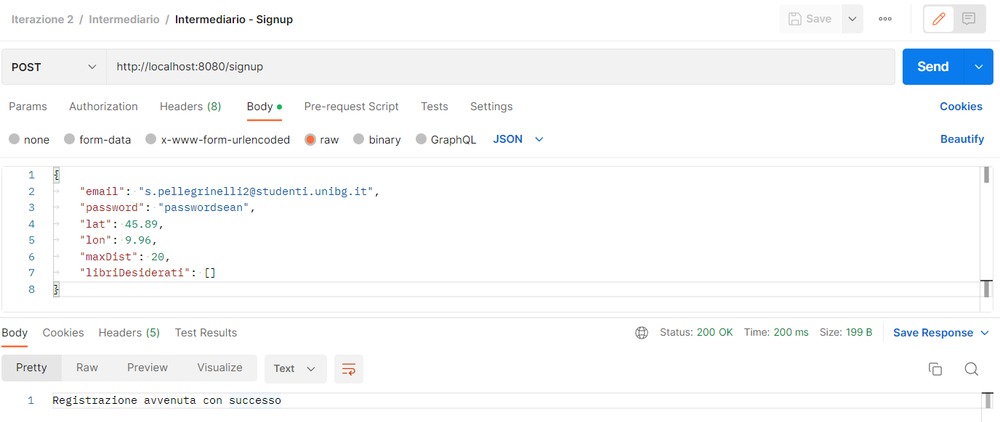 Iterazione 2 / Intermediario / Intermediario - Signup
Save
POST
http://localhost:8080/signup
Send
Params Authorization Headers (8) Body Pre-request Script Tests Settings Cookies
none form-data x-www-form-urlencoded raw binary GraphQL JSON Beautify
1 {
2 "email": "s.pellegrinelli2@studenti.unibg.it",
3 "password": "passwordsean",
4 "lat": 45.89,
5 "lon": 9.96,
6 "maxDist": 20,
7 "libriDesiderati": []
8 }
Body Cookies Headers (5) Test Results Status: 200 OK Time: 200 ms Size: 199 B Save Response
Pretty Raw Preview Visualize Text
1 Registrazione avvenuta con successo